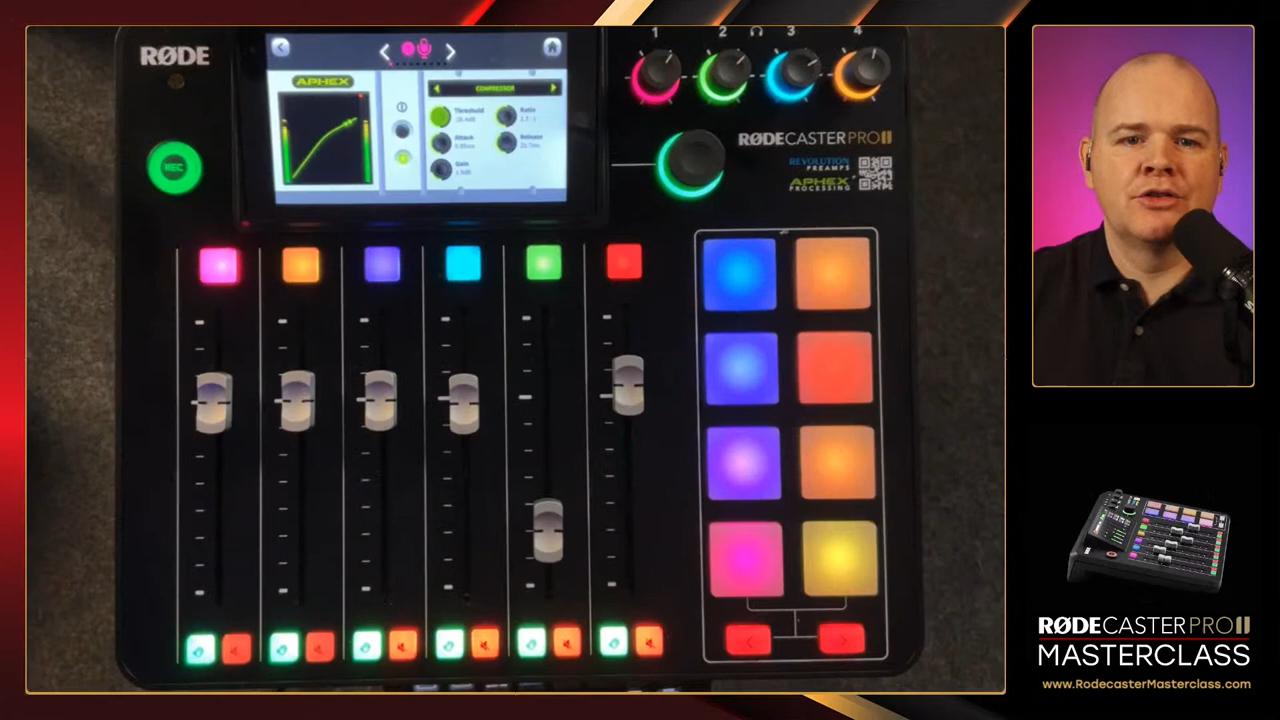 RØDE
APHEX
COMPRESSOR
Threshold
Ratio
Attack
Release
Gain
REC
1 2 3 4
RØDECASTER PRO II
REVOLUTION
PREAMPS
APHEX
PROCESSING
RØDECASTER PRO II
MASTERCLASS
www.RodecasterMasterclass.com